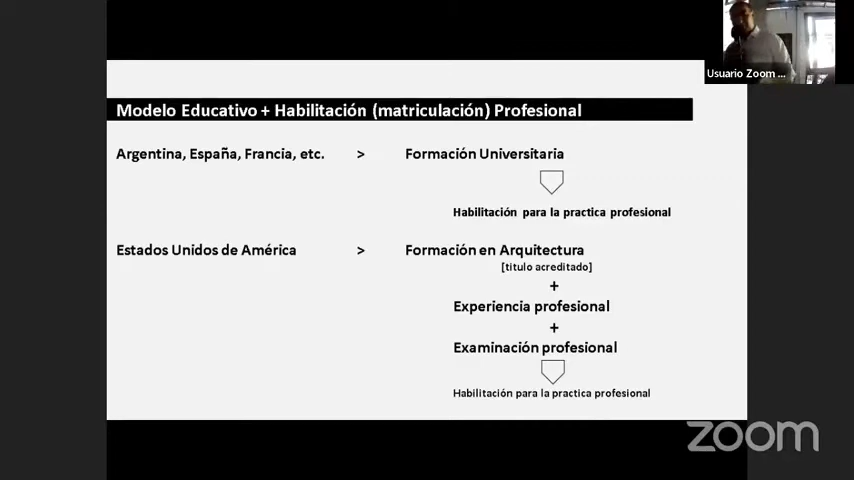 Usuario Zoom ...
Modelo Educativo + Habilitación (matriculación) Profesional
Argentina, España, Francia, etc. > Formación Universitaria
Habilitación para la practica profesional
Estados Unidos de América > Formación en Arquitectura
[titulo acreditado]
+
Experiencia profesional
+
Examinación profesional
Habilitación para la practica profesional
zoom